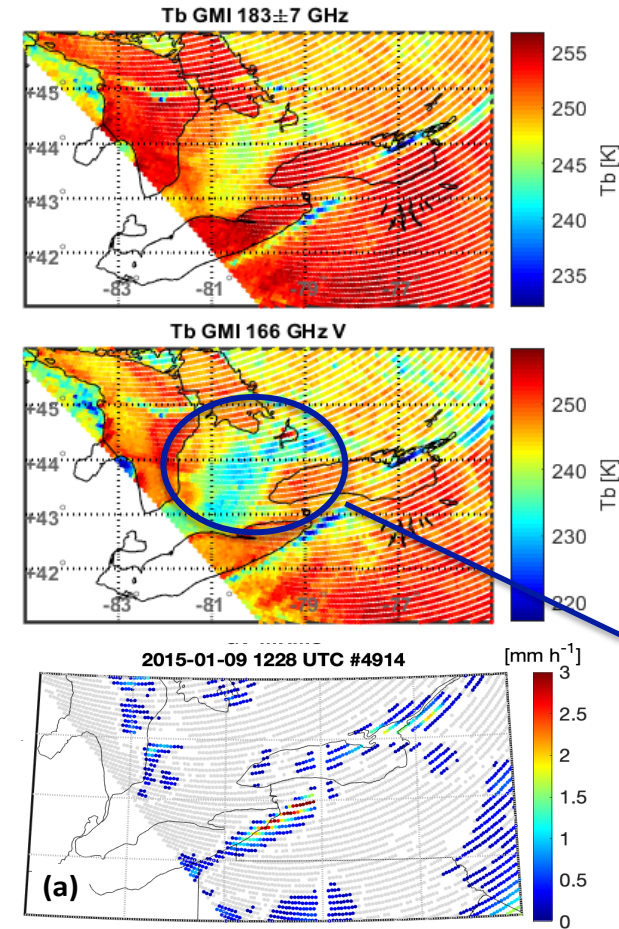 Tb GMI 183±7 GHz
+45°
+44°
+43°
+42°
-83° -81° -79° -77°
255
250
245
240
235
Tb [K]
Tb GMI 166 GHz V
+45°
+44°
+43°
+42°
-83° -81° -79° -77°
250
240
230
220
Tb [K]
2015-01-09 1228 UTC #4914
[mm h⁻¹]
3
2.5
2
1.5
1
0.5
0
(a)